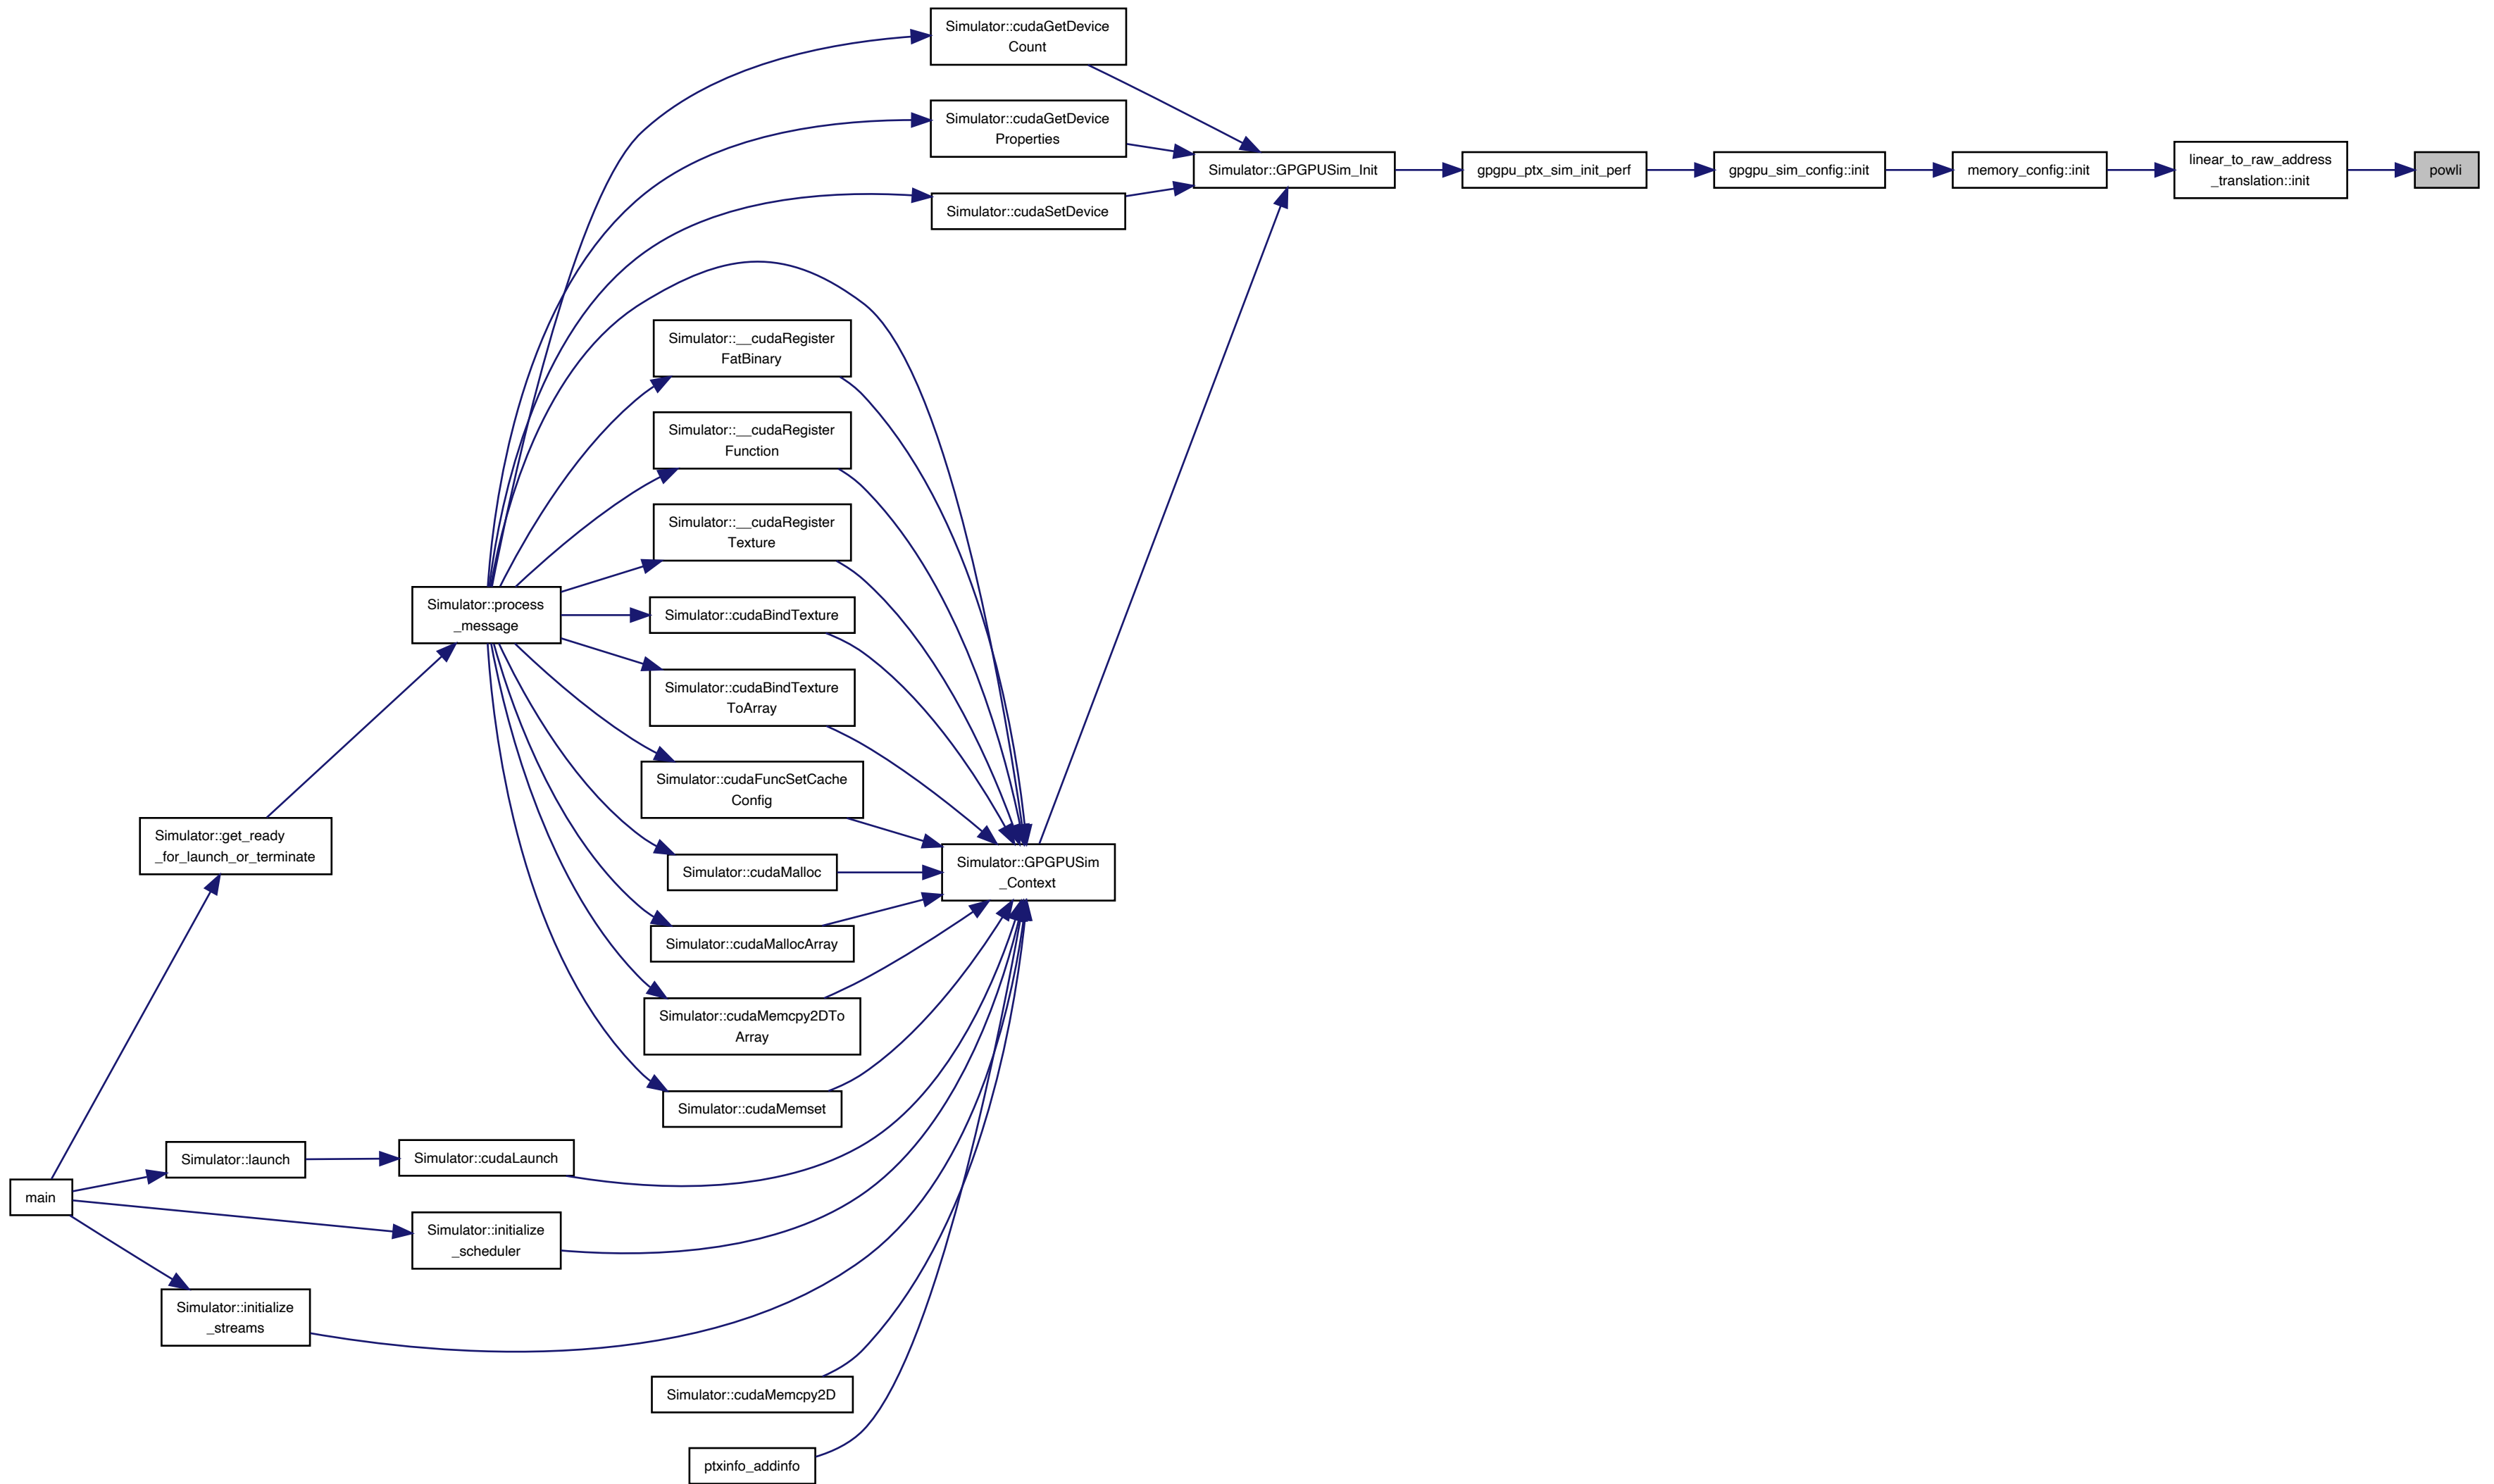 Simulator::cudaGetDevice
Count
Simulator::cudaGetDevice
Properties
Simulator::GPGPUSim_Init
gpgpu_ptx_sim_init_perf
gpgpu_sim_config::init
memory_config::init
linear_to_raw_address
_translation::init
powli
Simulator::cudaSetDevice
Simulator::__cudaRegister
FatBinary
Simulator::__cudaRegister
Function
Simulator::__cudaRegister
Texture
Simulator::process
_message
Simulator::cudaBindTexture
Simulator::cudaBindTexture
ToArray
Simulator::cudaFuncSetCache
Config
Simulator::get_ready
_for_launch_or_terminate
Simulator::cudaMalloc
Simulator::GPGPUSim
_Context
Simulator::cudaMallocArray
Simulator::cudaMemcpy2DTo
Array
Simulator::cudaMemset
Simulator::launch
Simulator::cudaLaunch
main
Simulator::initialize
_scheduler
Simulator::initialize
_streams
Simulator::cudaMemcpy2D
ptxinfo_addinfo